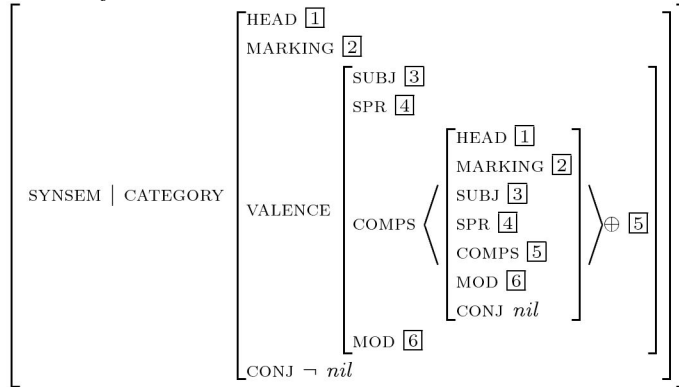 HEAD 1
MARKING 2
SUBJ 3
SPR 4
HEAD 1
MARKING 2
SYNSEM | CATEGORY
SUBJ 3
VALENCE
COMPS
SPR 4
⊕ 5
COMPS 5
MOD 6
CONJ nil
MOD 6
CONJ ¬ nil